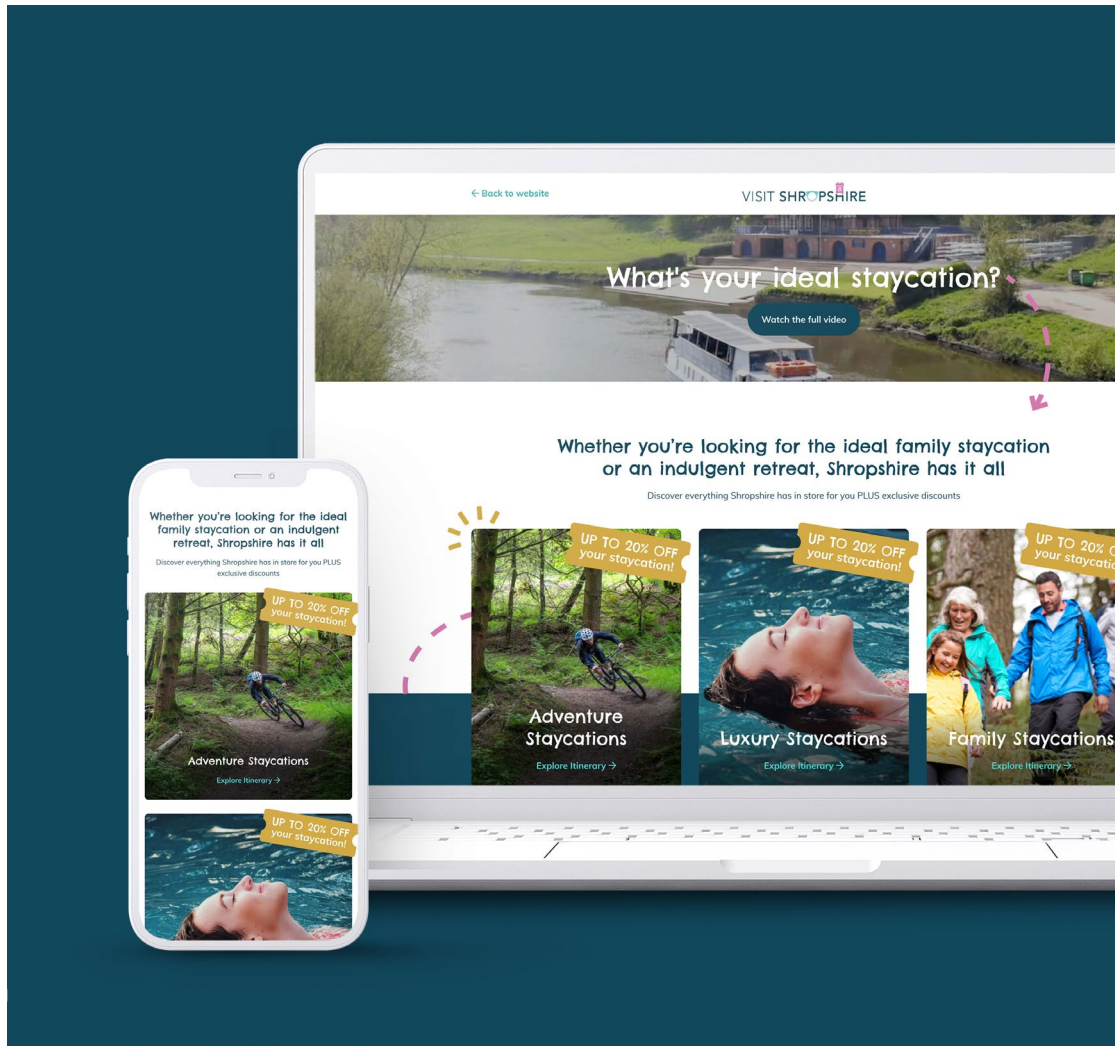 ← Back to website
VISIT SHROPSHIRE
What's your ideal staycation?
Watch the full video
Whether you're looking for the ideal family staycation
or an indulgent retreat, Shropshire has it all
Discover everything Shropshire has in store for you PLUS exclusive discounts
UP TO 20% OFF
your staycation!
Adventure
Staycations
Explore Itinerary →
UP TO 20% OFF
your staycation!
Luxury Staycations
Explore Itinerary →
UP TO 20%
your
Family Staycations
Explore Itinerary →
Whether you're looking for the ideal
family staycation or an indulgent
retreat, Shropshire has it all
Discover everything Shropshire has in store for you PLUS
exclusive discounts
UP TO 20% OFF
your staycation!
Adventure Staycations
Explore Itinerary →
UP TO 20% OFF
your staycation!